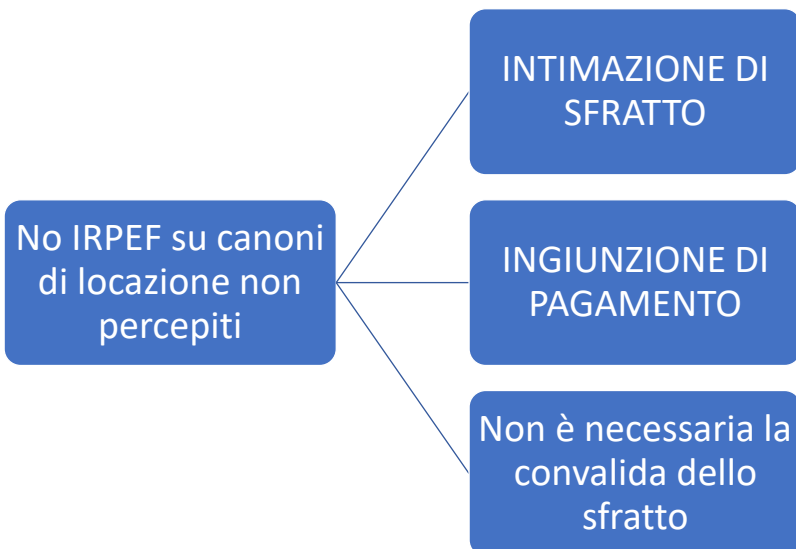 No IRPEF su canoni
di locazione non
percepiti
INTIMAZIONE DI
SFRATTO
INGIUNZIONE DI
PAGAMENTO
Non è necessaria la
convalida dello
sfratto